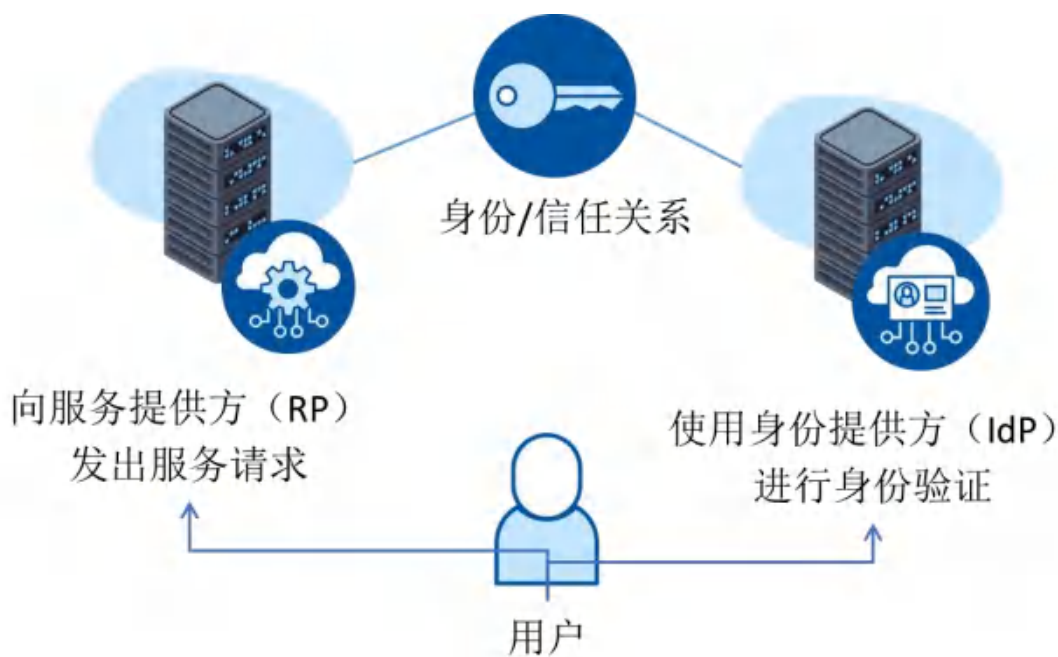 身份/信任关系
向服务提供方（RP）
发出服务请求
使用身份提供方（IdP）
进行身份验证
用户